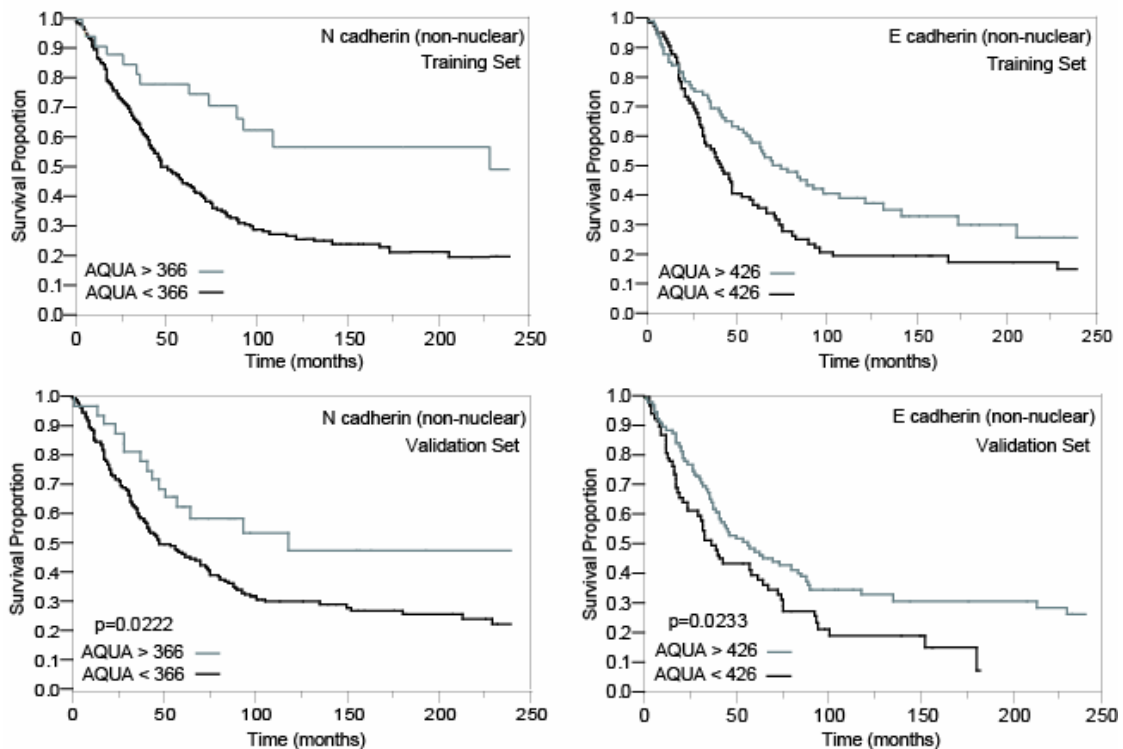 N cadherin (non-nuclear)
Training Set
Survival Proportion
1.0
0.9
0.8
0.7
0.6
0.5
0.4
0.3
0.2
0.1
0.0
AQUA > 366
AQUA < 366
0
50
100
150
200
250
Time (months)
E cadherin (non-nuclear)
Training Set
Survival Proportion
1.0
0.9
0.8
0.7
0.6
0.5
0.4
0.3
0.2
0.1
0.0
AQUA > 426
AQUA < 426
0
50
100
150
200
250
Time (months)
N cadherin (non-nuclear)
Validation Set
Survival Proportion
1.0
0.9
0.8
0.7
0.6
0.5
0.4
0.3
0.2
0.1
0.0
p=0.0222
AQUA > 366
AQUA < 366
0
50
100
150
200
250
Time (months)
E cadherin (non-nuclear)
Validation Set
Survival Proportion
1.0
0.9
0.8
0.7
0.6
0.5
0.4
0.3
0.2
0.1
0.0
p=0.0233
AQUA > 426
AQUA < 426
0
50
100
150
200
250
Time (months)